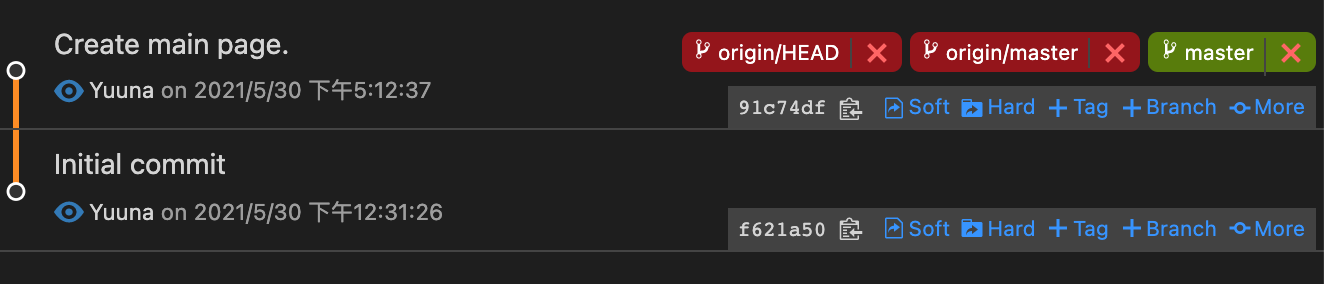 Create main page.
origin/HEAD origin/master master
Yuuna on 2021/5/30 下午5:12:37
91c74df Soft Hard Tag Branch More
Initial commit
Yuuna on 2021/5/30 下午12:31:26
f621a50 Soft Hard Tag Branch More